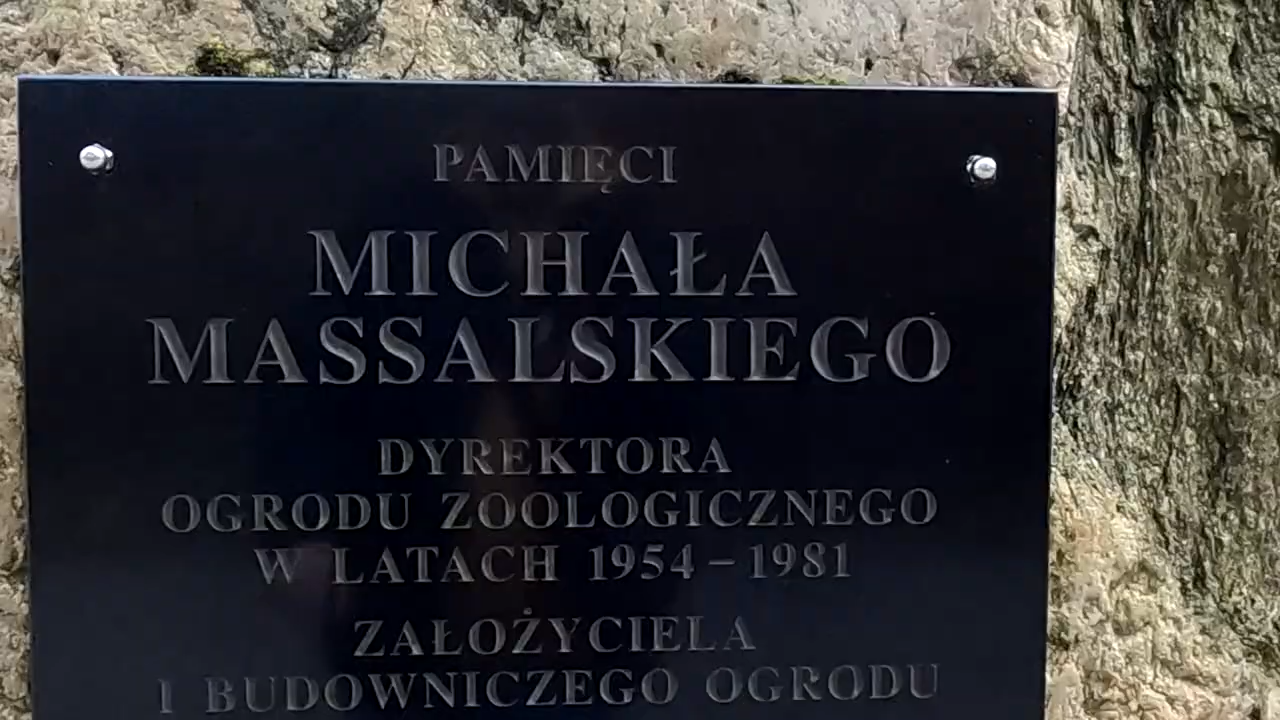 PAMIĘCI
MICHAŁA
MASSALSKIEGO
DYREKTORA
OGRODU ZOOLOGICZNEGO
W LATACH 1954 – 1981
ZAŁOŻYCIELA
I BUDOWNICZEGO OGRODU